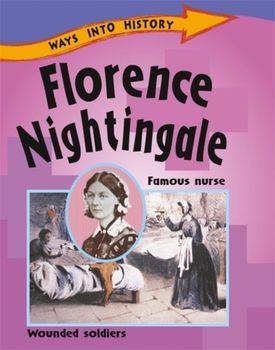 WAYS INTO HISTORY
Florence
Nightingale
Famous nurse
Wounded soldiers